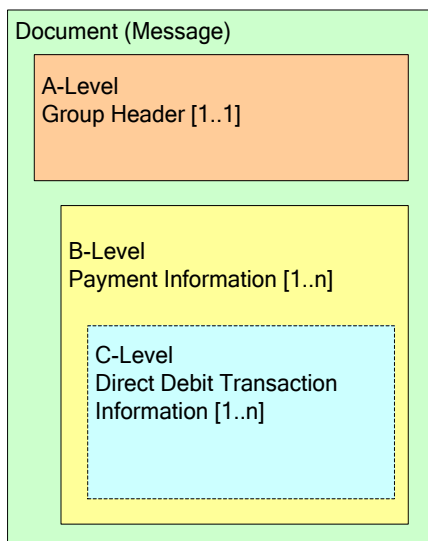 Document (Message)
A-Level
Group Header [1..1]
B-Level
Payment Information [1..n]
C-Level
Direct Debit Transaction
Information [1..n]